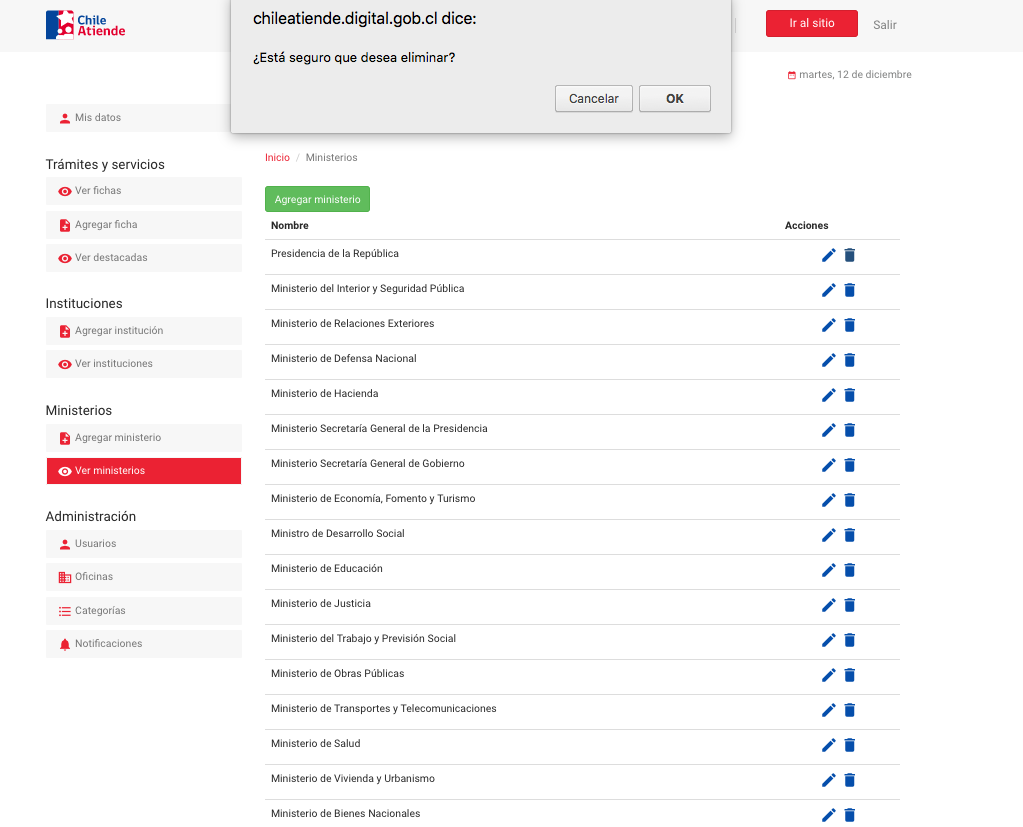 Chile
Atiende
chileatiende.digital.gob.cl dice:
¿Está seguro que desea eliminar?
Cancelar
OK
Ir al sitio
Salir
martes, 12 de diciembre
Mis datos
Trámites y servicios
Ver fichas
Agregar ficha
Ver destacadas
Instituciones
Agregar institución
Ver instituciones
Ministerios
Agregar ministerio
Ver ministerios
Administración
Usuarios
Oficinas
Categorías
Notificaciones
Inicio / Ministerios
Agregar ministerio
Nombre Acciones
Presidencia de la República
Ministerio del Interior y Seguridad Pública
Ministerio de Relaciones Exteriores
Ministerio de Defensa Nacional
Ministerio de Hacienda
Ministerio Secretaría General de la Presidencia
Ministerio Secretaría General de Gobierno
Ministerio de Economía, Fomento y Turismo
Ministro de Desarrollo Social
Ministerio de Educación
Ministerio de Justicia
Ministerio del Trabajo y Previsión Social
Ministerio de Obras Públicas
Ministerio de Transportes y Telecomunicaciones
Ministerio de Salud
Ministerio de Vivienda y Urbanismo
Ministerio de Bienes Nacionales